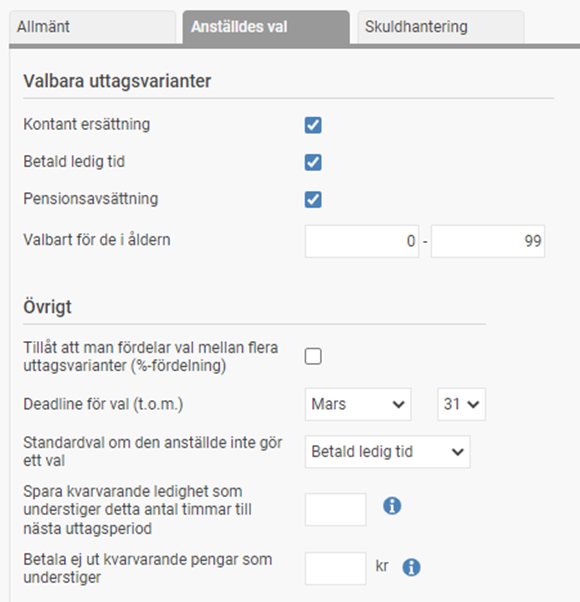 Allmänt Anställdes val Skuldhantering
Valbara uttagsvarianter
Kontant ersättning
Betald ledig tid
Pensionsavsättning
Valbart för de i åldern 0 - 99
Övrigt
Tillåt att man fördelar val mellan flera
uttagsvarianter (%-fördelning)
Deadline för val (t.o.m.) Mars 31
Standardval om den anställde inte gör
ett val Betald ledig tid
Spara kvarvarande ledighet som
understiger detta antal timmar till
nästa uttagsperiod
Betala ej ut kvarvarande pengar som
understiger kr